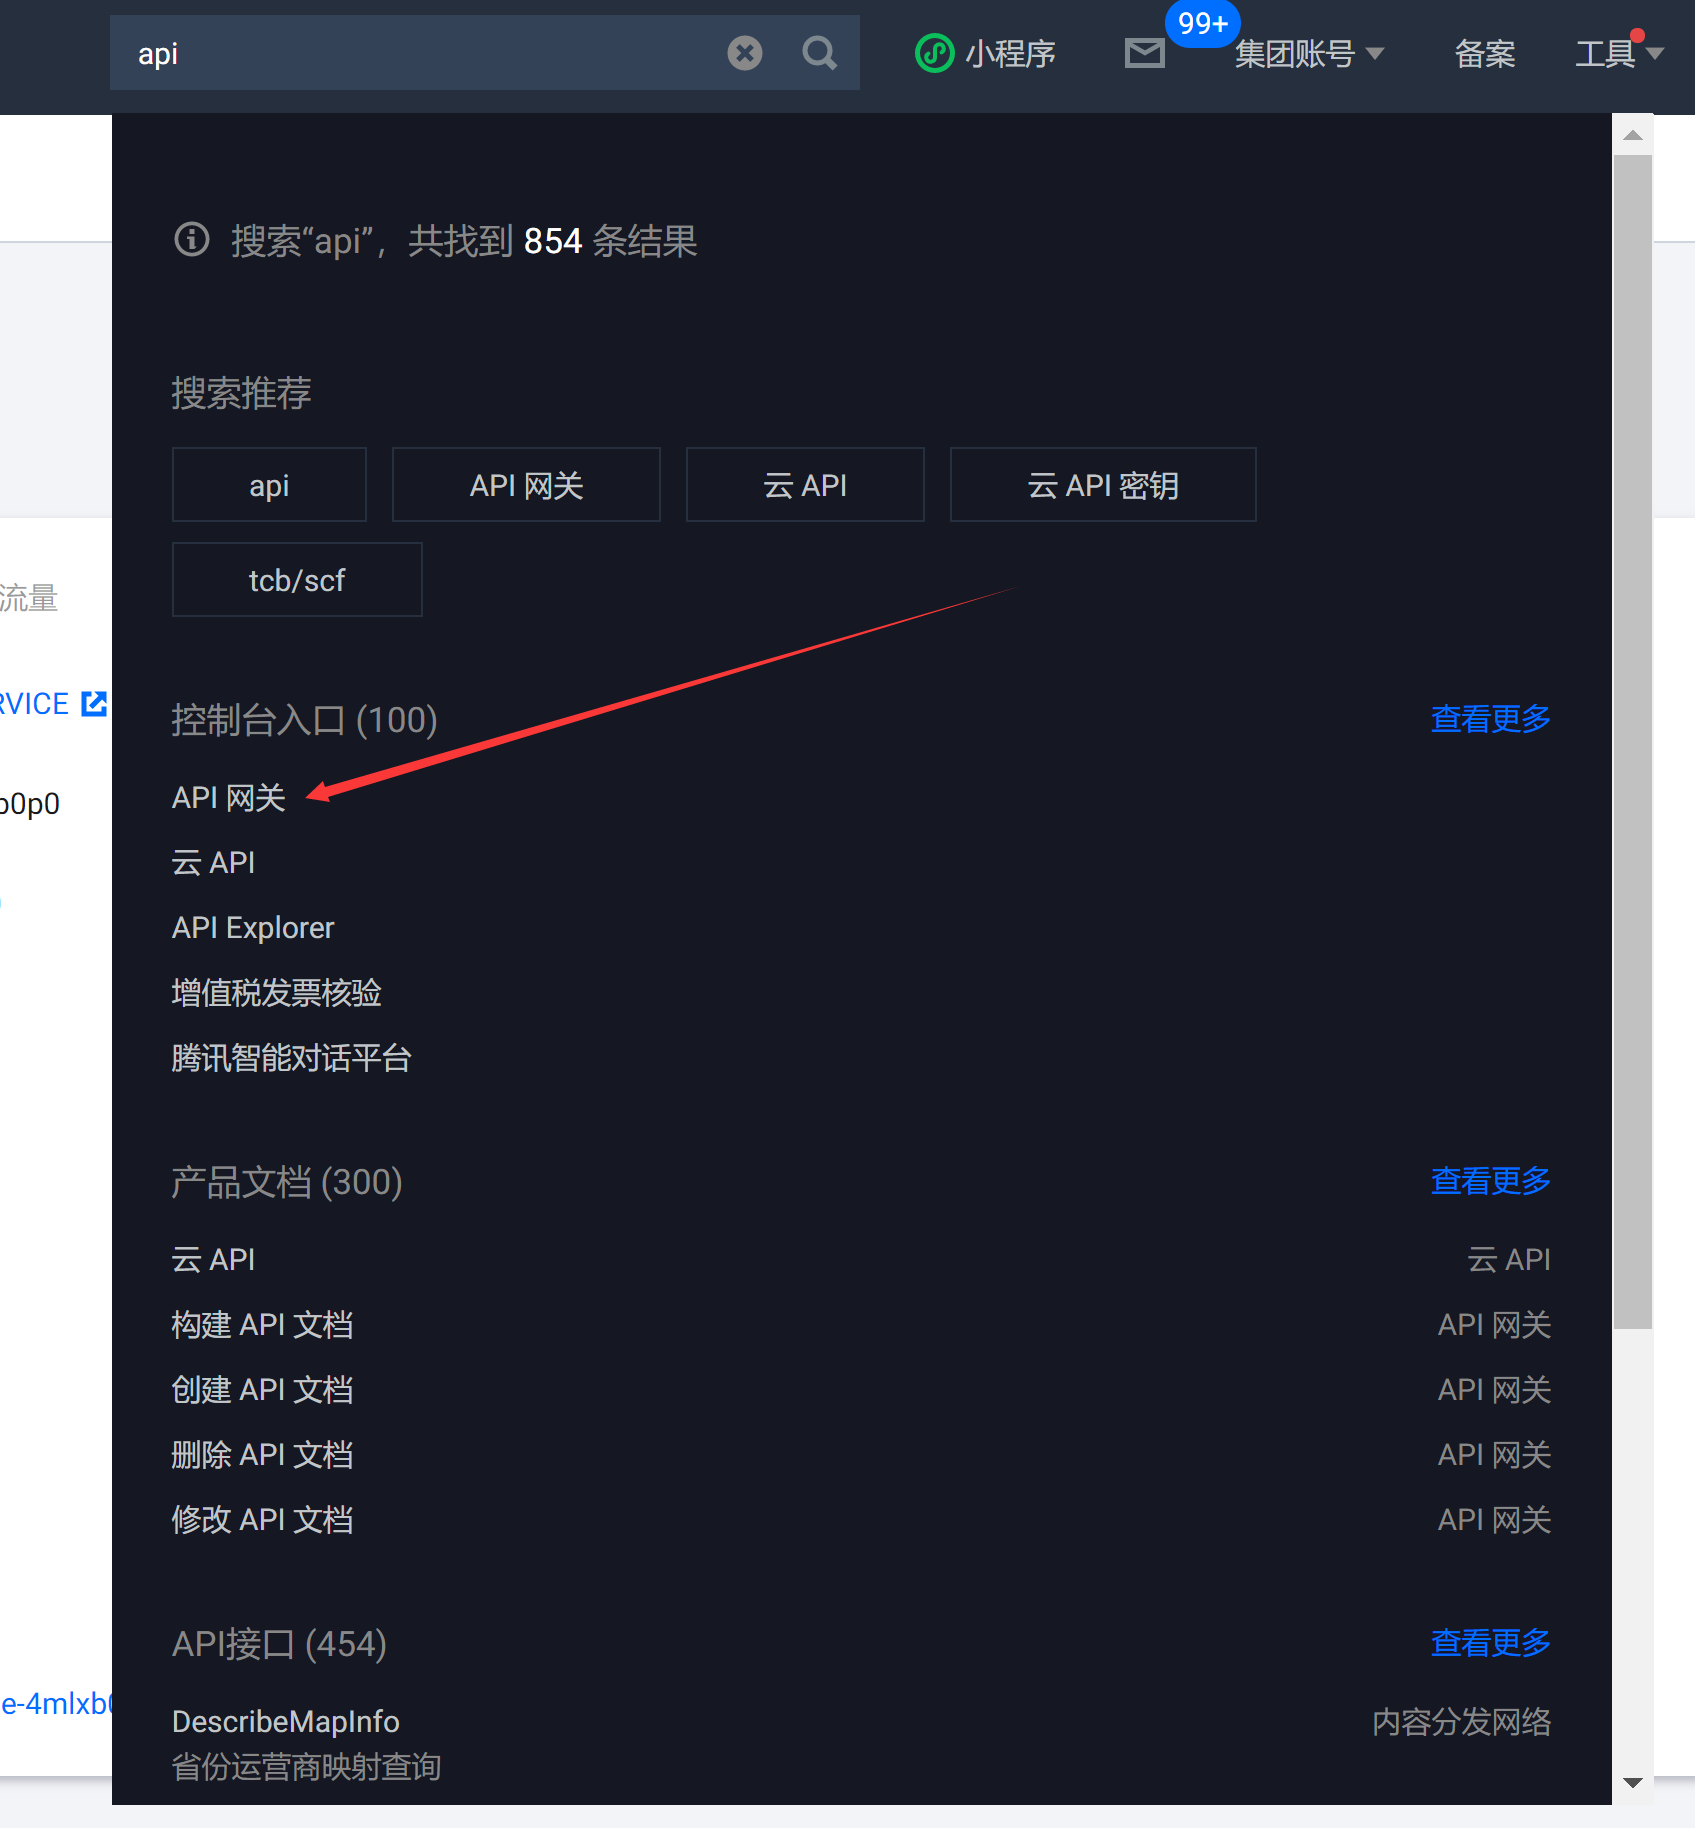 api
小程序
99+
集团账号
备案
工具
搜索“api”，共找到 854 条结果
搜索推荐
api
API 网关
云 API
云 API 密钥
tcb/scf
流量
RVICE
控制台入口 (100)
查看更多
API 网关
p0p0
云 API
API Explorer
增值税发票核验
腾讯智能对话平台
产品文档 (300)
查看更多
云 API
云 API
构建 API 文档
API 网关
创建 API 文档
API 网关
删除 API 文档
API 网关
修改 API 文档
API 网关
API接口 (454)
查看更多
e-4mlxb
DescribeMapInfo
内容分发网络
省份运营商映射查询